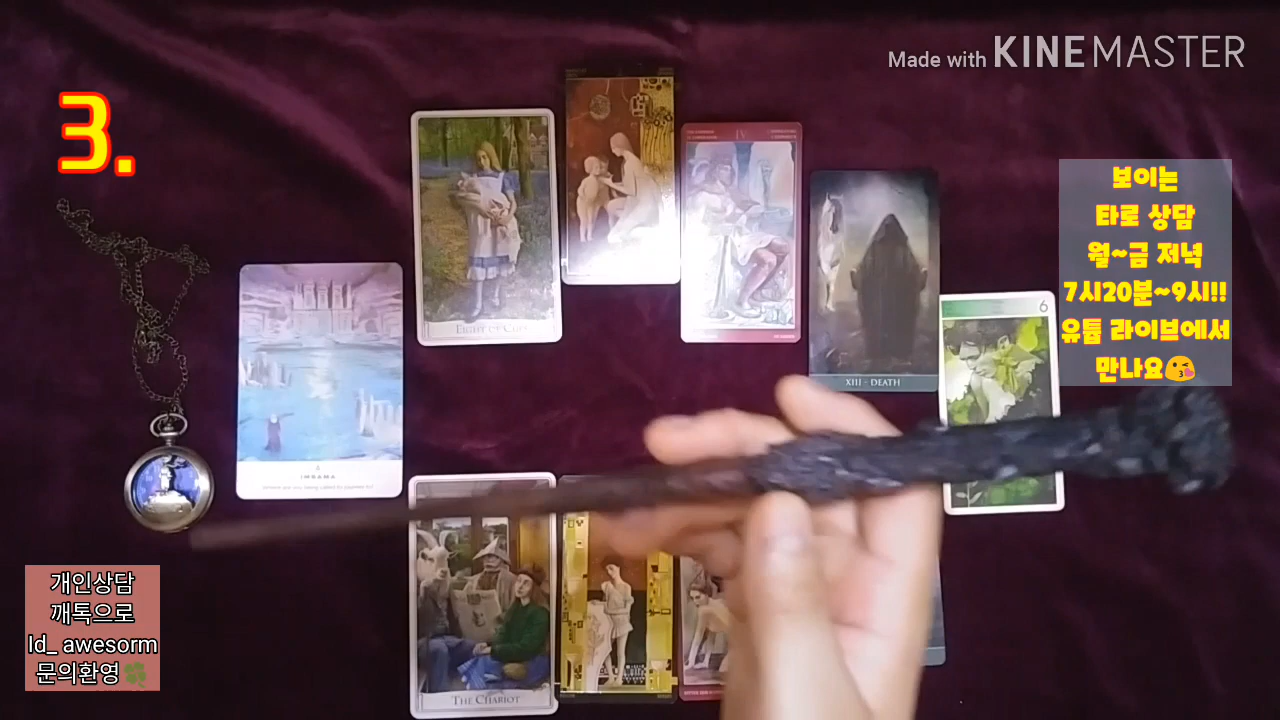 Made with KINEMASTER
3.
보이는
타로 상담
월~금 저녁
7시20분~9시!!
유튭 라이브에서
만나요😘
IV
XIII - DEATH
6
EIGHT OF CUPS
IMRAMA
THE CHARIOT
개인상담
깨톡으로
Id_ awesorm
문의환영🍀